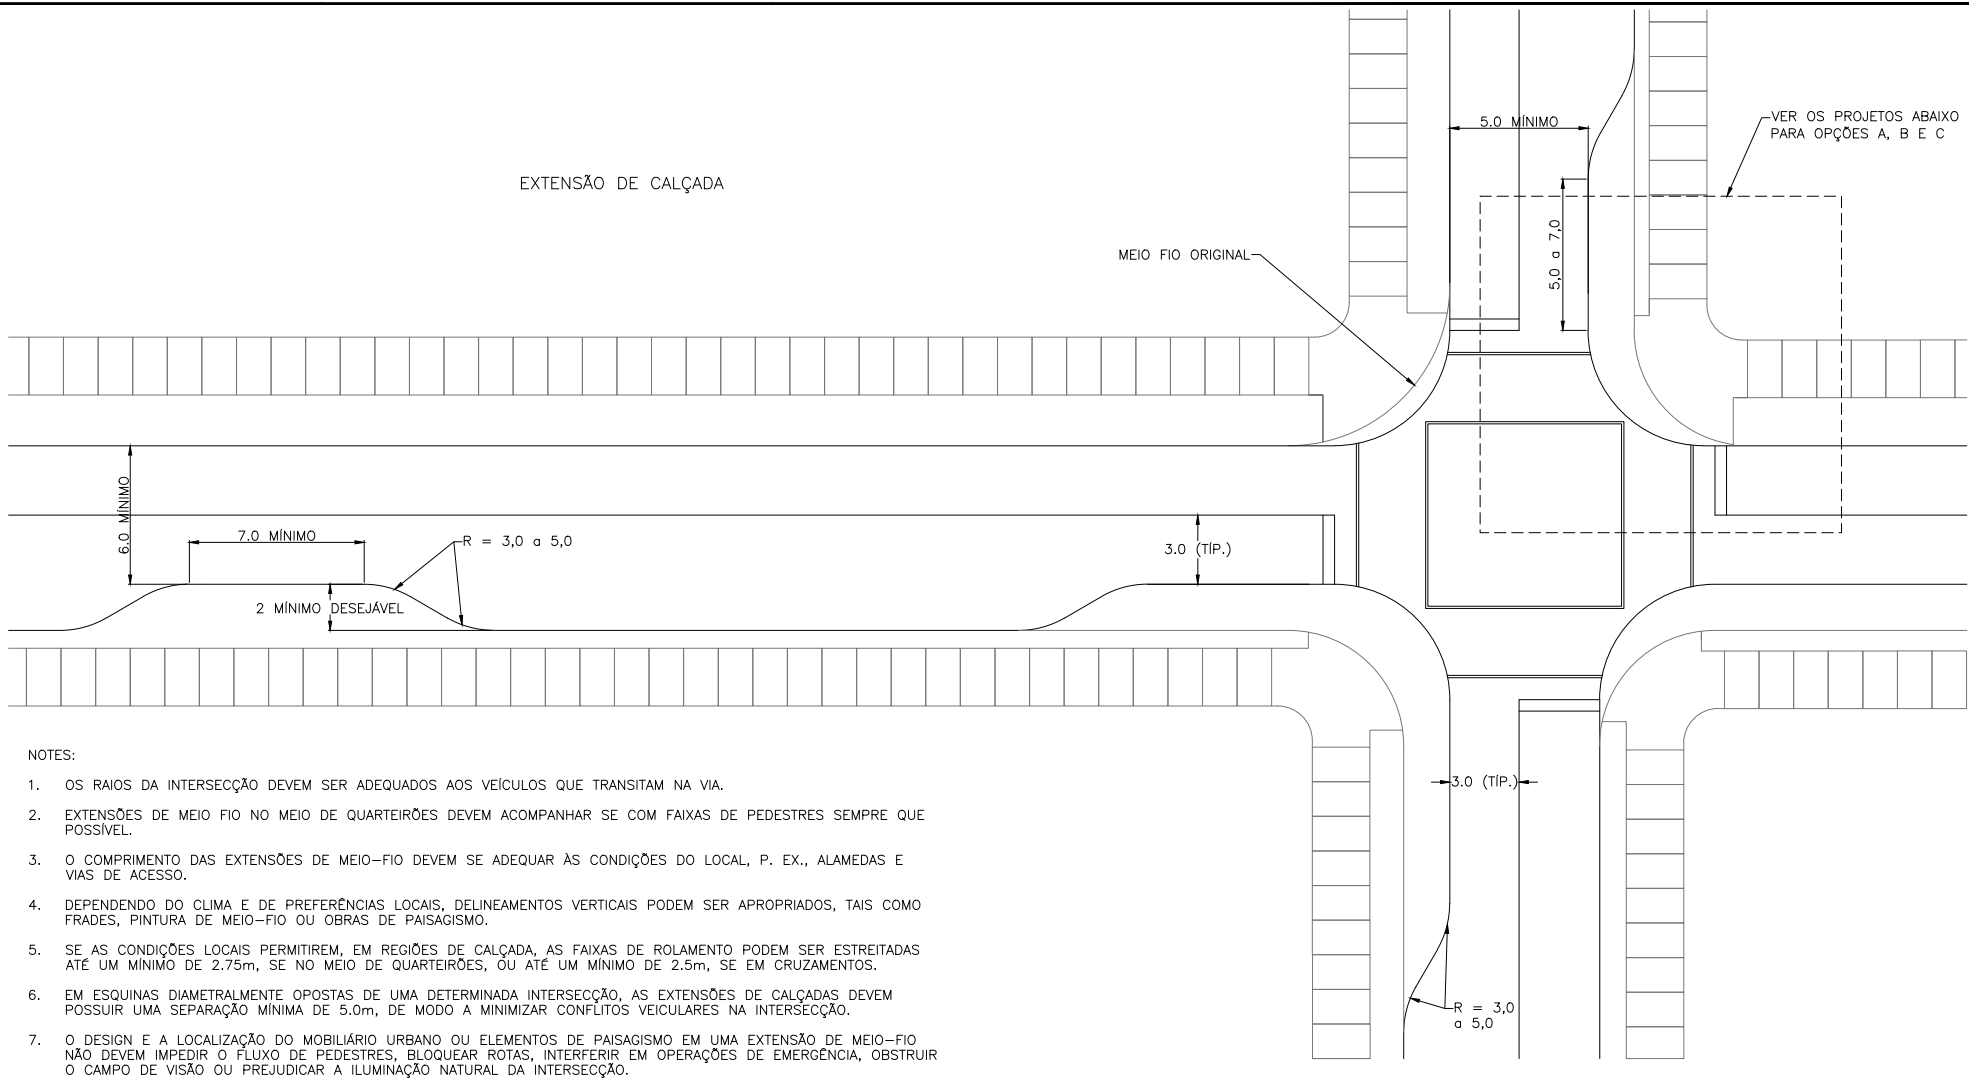 VER OS PROJETOS ABAIXO
PARA OPÇÕES A, B E C
5.0 MÍNIMO
EXTENSÃO DE CALÇADA
5,0 a 7,0
MEIO FIO ORIGINAL
6.0 MÍNIMO
7.0 MÍNIMO
R = 3,0 a 5,0
3.0 (TÍP.)
2 MÍNIMO DESEJÁVEL
3.0 (TÍP.)
R = 3,0
a 5,0
NOTES:
1. OS RAIOS DA INTERSECÇÃO DEVEM SER ADEQUADOS AOS VEÍCULOS QUE TRANSITAM NA VIA.
2. EXTENSÕES DE MEIO FIO NO MEIO DE QUARTEIRÕES DEVEM ACOMPANHAR SE COM FAIXAS DE PEDESTRES SEMPRE QUE
POSSÍVEL.
3. O COMPRIMENTO DAS EXTENSÕES DE MEIO-FIO DEVEM SE ADEQUAR ÀS CONDIÇÕES DO LOCAL, P. EX., ALAMEDAS E
VIAS DE ACESSO.
4. DEPENDENDO DO CLIMA E DE PREFERÊNCIAS LOCAIS, DELINEAMENTOS VERTICAIS PODEM SER APROPRIADOS, TAIS COMO
FRADES, PINTURA DE MEIO-FIO OU OBRAS DE PAISAGISMO.
5. SE AS CONDIÇÕES LOCAIS PERMITIREM, EM REGIÕES DE CALÇADA, AS FAIXAS DE ROLAMENTO PODEM SER ESTREITADAS
ATÉ UM MÍNIMO DE 2.75m, SE NO MEIO DE QUARTEIRÕES, OU ATÉ UM MÍNIMO DE 2.5m, SE EM CRUZAMENTOS.
6. EM ESQUINAS DIAMETRALMENTE OPOSTAS DE UMA DETERMINADA INTERSECÇÃO, AS EXTENSÕES DE CALÇADAS DEVEM
POSSUIR UMA SEPARAÇÃO MÍNIMA DE 5.0m, DE MODO A MINIMIZAR CONFLITOS VEICULARES NA INTERSECÇÃO.
7. O DESIGN E A LOCALIZAÇÃO DO MOBILIÁRIO URBANO OU ELEMENTOS DE PAISAGISMO EM UMA EXTENSÃO DE MEIO-FIO
NÃO DEVEM IMPEDIR O FLUXO DE PEDESTRES, BLOQUEAR ROTAS, INTERFERIR EM OPERAÇÕES DE EMERGÊNCIA, OBSTRUIR
O CAMPO DE VISÃO OU PREJUDICAR A ILUMINAÇÃO NATURAL DA INTERSECÇÃO.